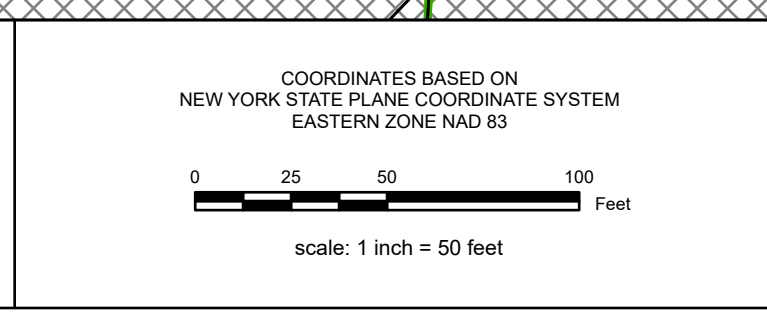 COORDINATES BASED ON
NEW YORK STATE PLANE COORDINATE SYSTEM
EASTERN ZONE NAD 83
0 25 50 100
Feet
scale: 1 inch = 50 feet